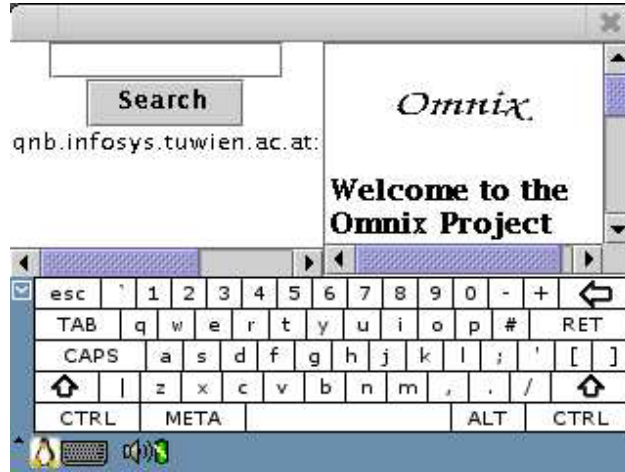 Search
qnb.infosys.tuwien.ac.at:
Omnix
Welcome to the
Omnix Project
esc ` 1 2 3 4 5 6 7 8 9 0 - +
TAB q w e r t y u i o p # RET
CAPS a s d f g h j k l ; ' [ ]
| z x c v b n m , . /
CTRL META ALT CTRL